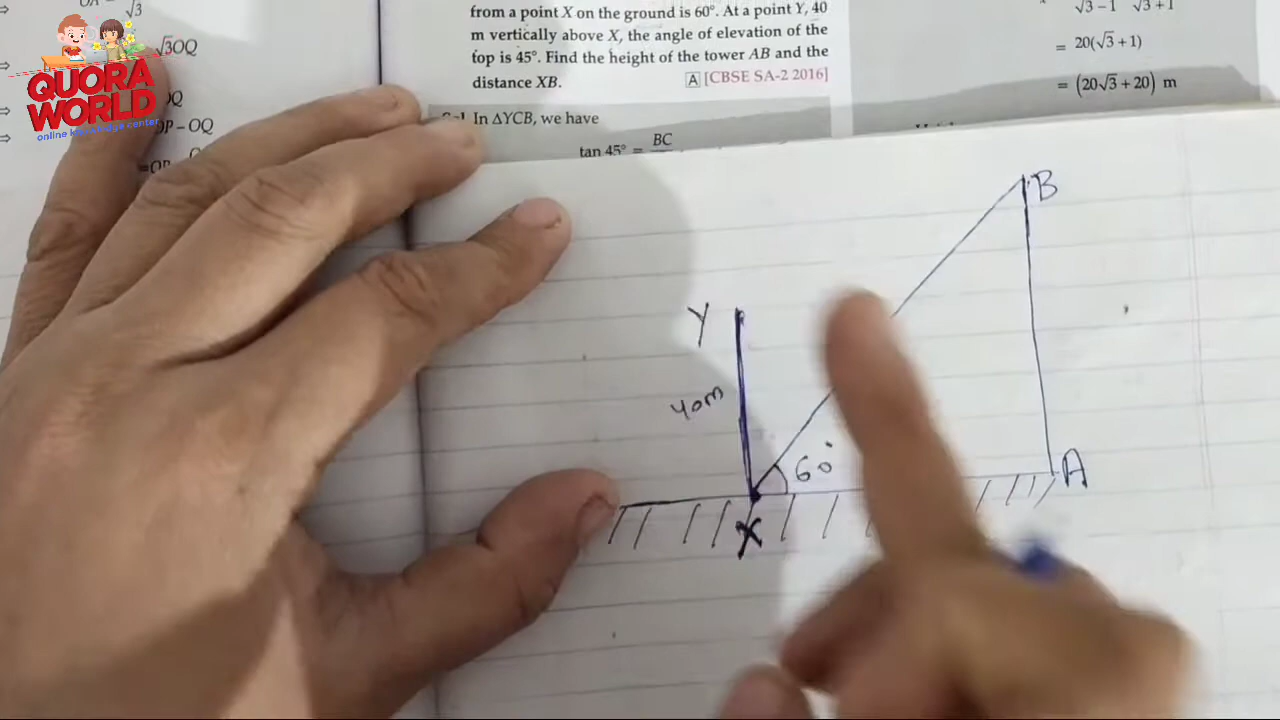 √3
√3OQ
OP – OQ
QUORA
WORLD
online knowledge center
from a point X on the ground is 60°. At a point Y, 40
m vertically above X, the angle of elevation of the
top is 45°. Find the height of the tower AB and the
distance XB.
A [CBSE SA-2 2016]
In ΔYCB, we have
tan 45° = BC
√3 – 1 √3 + 1
= 20(√3 + 1)
= (20√3 + 20) m
B
Y
40m
60°
A
X